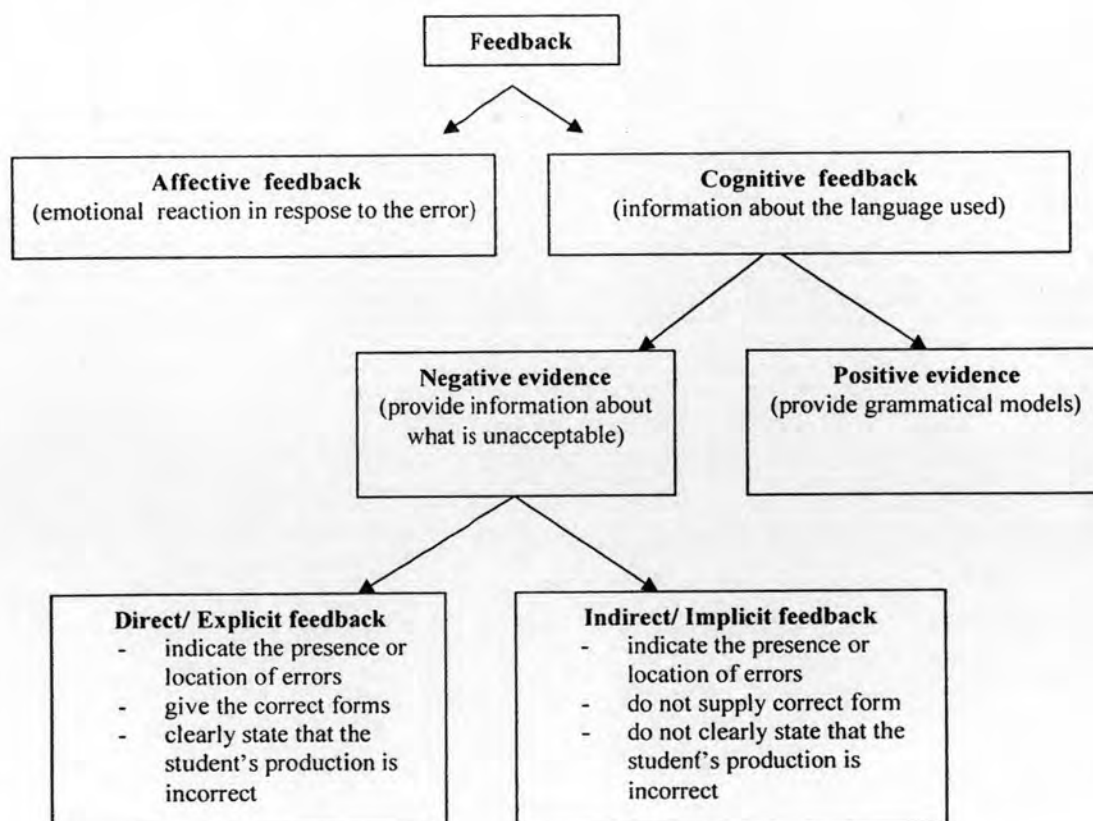 Feedback
Affective feedback
(emotional reaction in respose to the error)
Cognitive feedback
(information about the language used)
Negative evidence
(provide information about
what is unacceptable)
Positive evidence
(provide grammatical models)
Direct/ Explicit feedback
- indicate the presence or
location of errors
- give the correct forms
- clearly state that the
student's production is
incorrect
Indirect/ Implicit feedback
- indicate the presence or
location of errors
- do not supply correct form
- do not clearly state that the
student's production is
incorrect